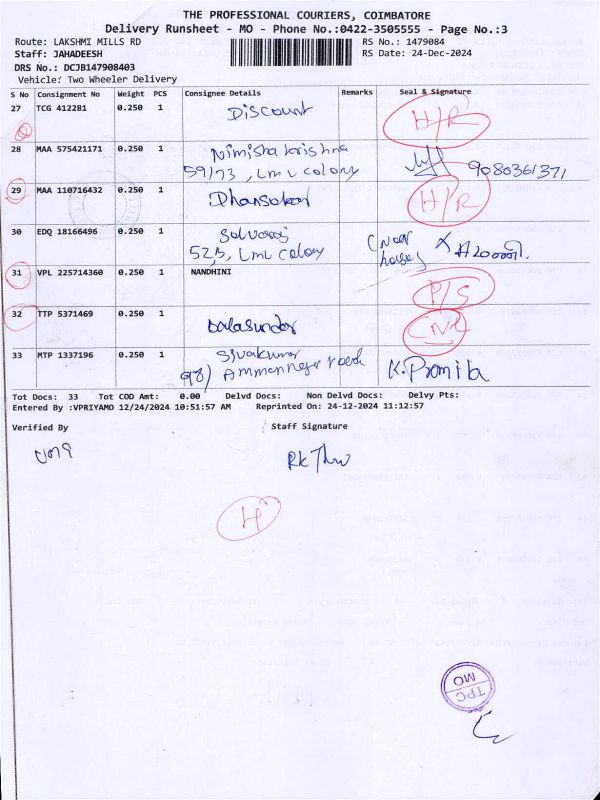 THE PROFESSIONAL COURIERS, COIMBATORE
Delivery Runsheet - MO - Phone No.:0422-3505555 - Page No.:3
Route: LAKSHMI MILLS RD RS No.: 1479084
Staff: JAHADEESH RS Date: 24-Dec-2024
DRS No.: DCJB147908403
Vehicle: Two Wheeler Delivery
S No Consignment No Weight PCS Consignee Details Remarks Seal & Signature
27 TCG 412281 0.250 1 Discount H/R
28 MAA 575421171 0.250 1 Nimisha krishna
59/73, Lml colony 9080361371
29 MAA 110716432 0.250 1 H/R
30 EDQ 18166496 0.250 1 Selvaraj
52B, Lml colony
31 VPL 225714360 0.250 1 NANDHINI P/S
32 TTP 5371469 0.250 1 Balasundar
33 MTP 1337196 0.250 1 Sivakumar K.Promila
98) Ammannagar road
Tot Docs: 33 Tot COD Amt: 0.00 Delvd Docs: Non Delvd Docs: Delvy Pts:
Entered By :VPRIYAMO 12/24/2024 10:51:57 AM Reprinted On: 24-12-2024 11:12:57
Verified By Staff Signature
H
TPC
MO